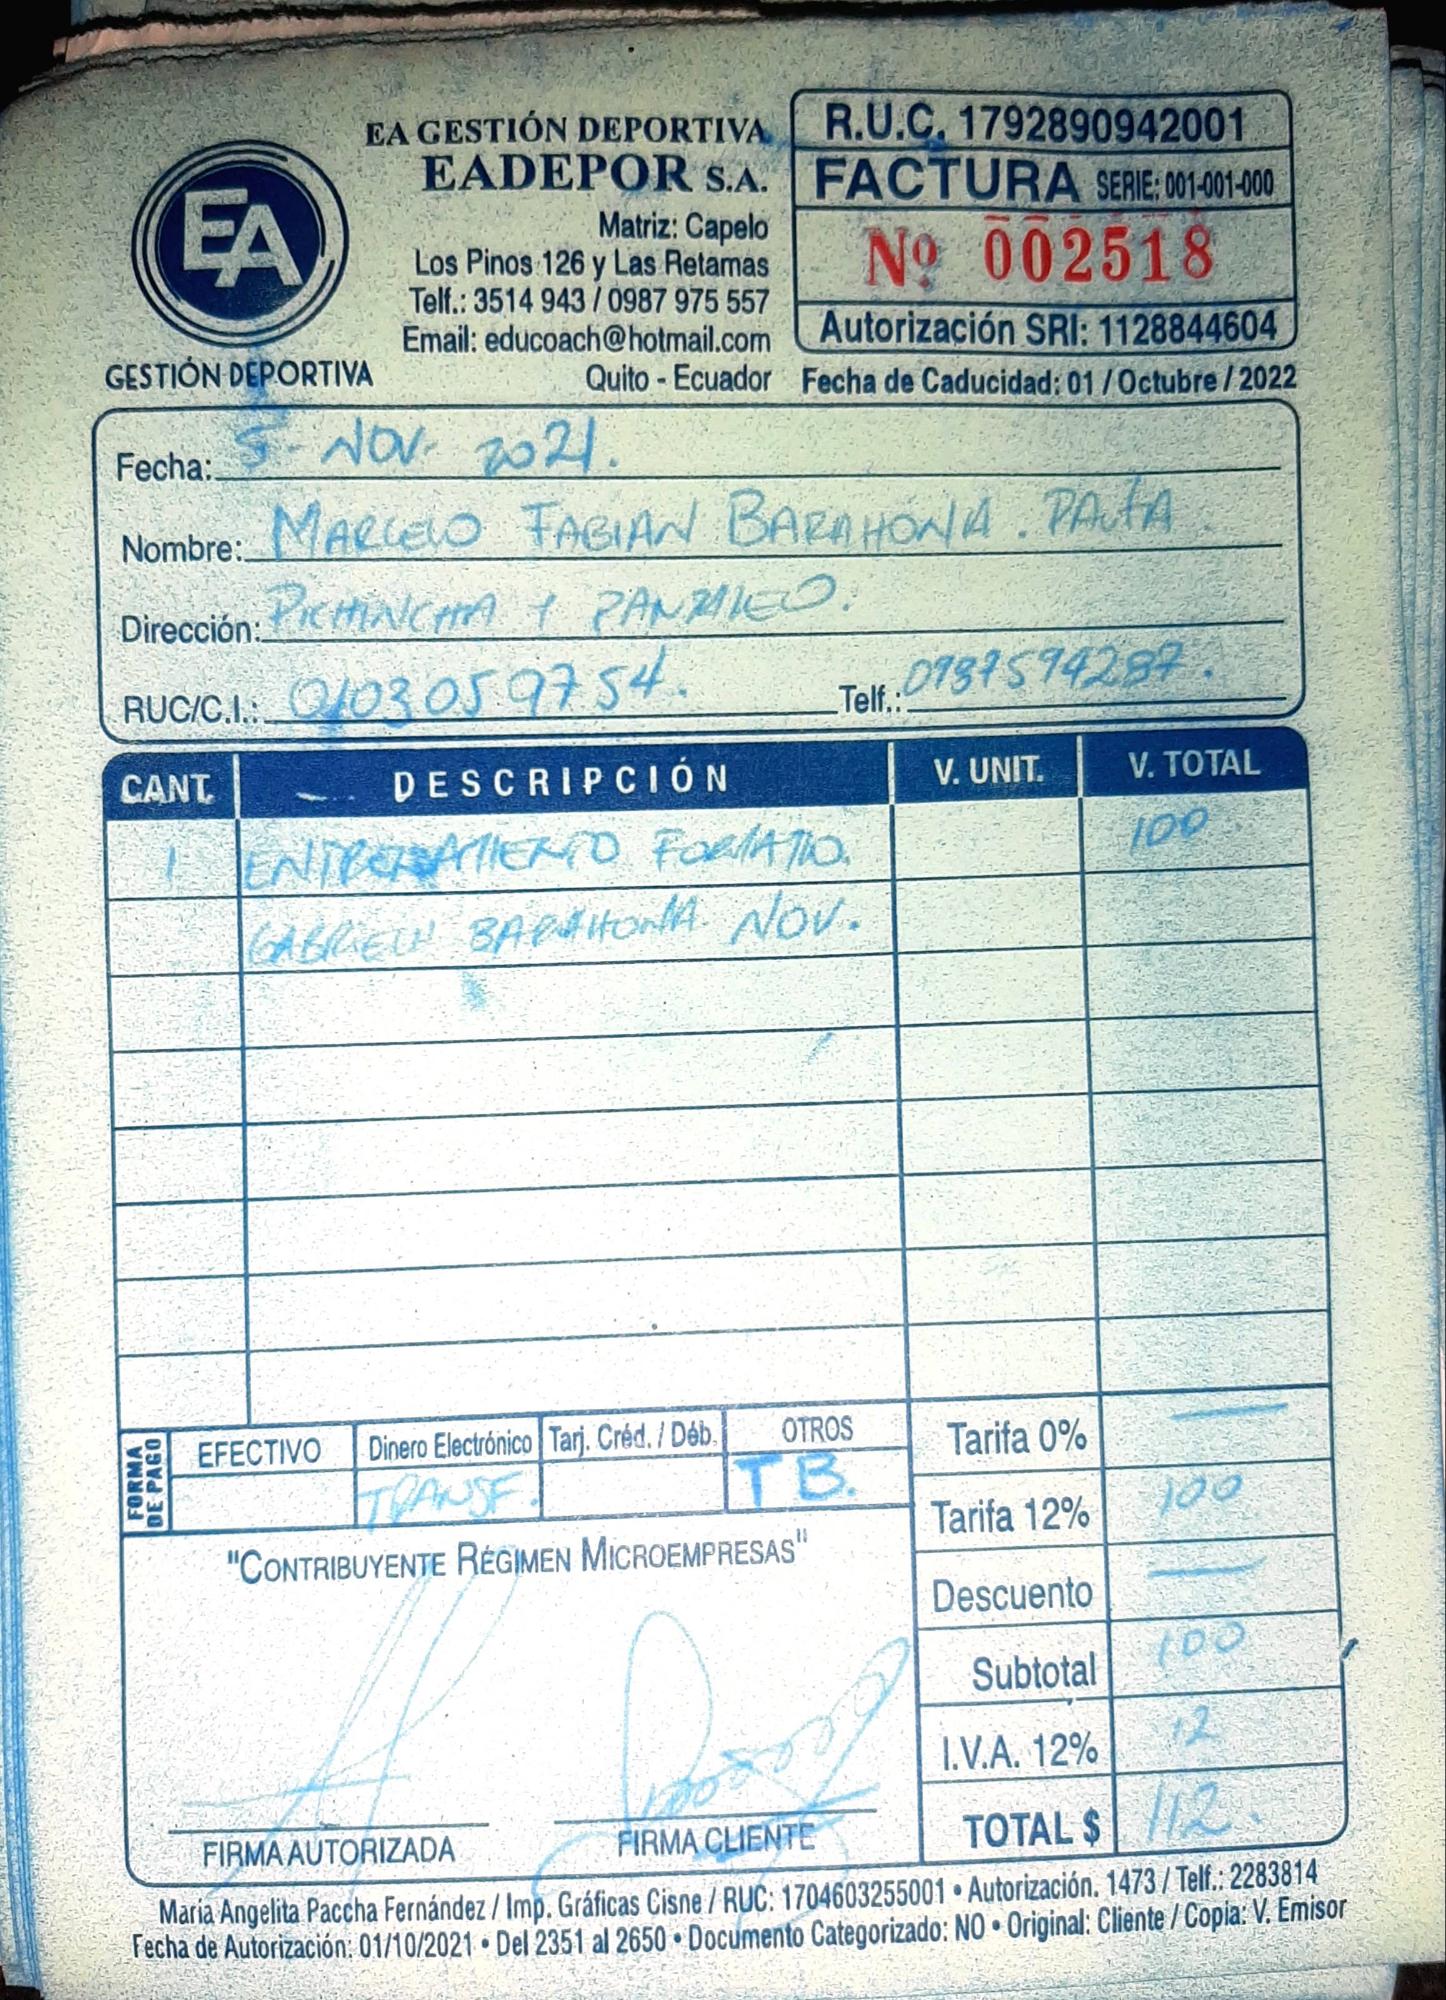 EA
GESTIÓN DEPORTIVA
EA GESTIÓN DEPORTIVA
EADEPOR S.A.
Matriz: Capelo
Los Pinos 126 y Las Retamas
Telf.: 3514 943 / 0987 975 557
Email: educoach@hotmail.com
Quito - Ecuador
R.U.C. 1792890942001
FACTURA SERIE: 001-001-000
Nº 002518
Autorización SRI: 1128844604
Fecha de Caducidad: 01 / Octubre / 2022
Fecha: 5 - NOV - 2021.
Nombre: MARCELO FABIAN BARAHONA. PAUTA
Dirección: PICHINCHA Y PANZALEO.
RUC/C.I.: 0103059754. Telf.: 0987594287.
CANT. DESCRIPCIÓN V. UNIT. V. TOTAL
1 ENTRENAMIENTO 100
BARAHONA NOV.
FORMA DE PAGO
EFECTIVO Dinero Electrónico Tarj. Créd. / Déb. OTROS
TRANSF. TB.
Tarifa 0% —
Tarifa 12% 100
Descuento —
Subtotal 100
I.V.A. 12% 12
TOTAL $ 112.
"CONTRIBUYENTE RÉGIMEN MICROEMPRESAS"
FIRMA AUTORIZADA FIRMA CLIENTE
María Angelita Paccha Fernández / Imp. Gráficas Cisne / RUC: 1704603255001 • Autorización. 1473 / Telf.: 2283814
Fecha de Autorización: 01/10/2021 • Del 2351 al 2650 • Documento Categorizado: NO • Original: Cliente / Copia: V. Emisor